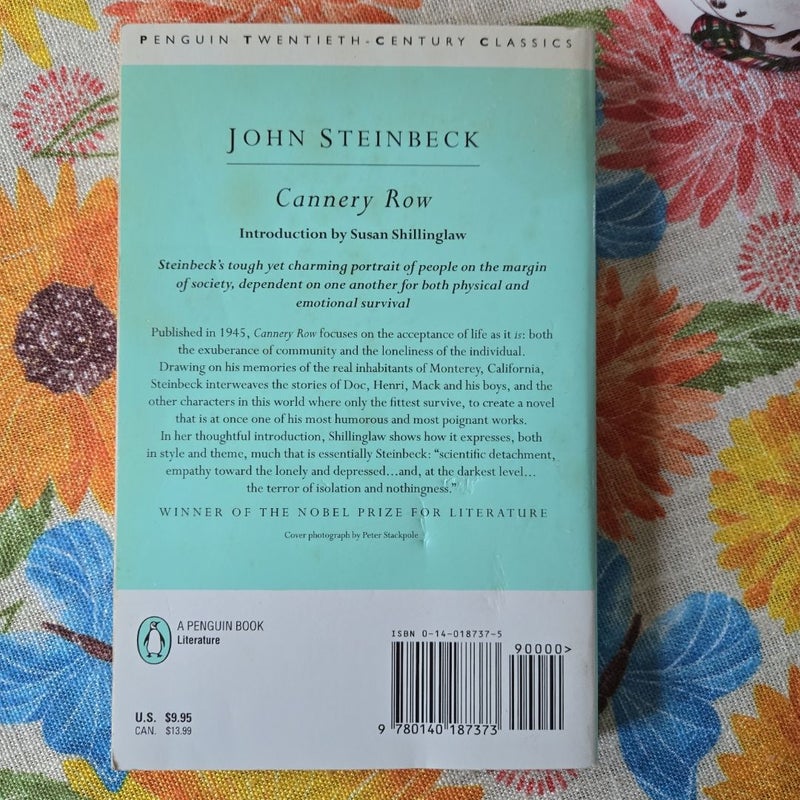 PENGUIN TWENTIETH-CENTURY CLASSICS
JOHN STEINBECK
Cannery Row
Introduction by Susan Shillinglaw
Steinbeck's tough yet charming portrait of people on the margin
of society, dependent on one another for both physical and
emotional survival
Published in 1945, Cannery Row focuses on the acceptance of life as it is: both
the exuberance of community and the loneliness of the individual.
Drawing on his memories of the real inhabitants of Monterey, California,
Steinbeck interweaves the stories of Doc, Henri, Mack and his boys, and the
other characters in this world where only the fittest survive, to create a novel
that is at once one of his most humorous and most poignant works.
In her thoughtful introduction, Shillinglaw shows how it expresses, both
in style and theme, much that is essentially Steinbeck: “scientific detachment,
empathy toward the lonely and depressed...and, at the darkest level...
the terror of isolation and nothingness.”
WINNER OF THE NOBEL PRIZE FOR LITERATURE
Cover photograph by Peter Stackpole
A PENGUIN BOOK
Literature
U.S. $9.95
CAN. $13.99
ISBN 0-14-018737-5
90000>
9 780140 187373